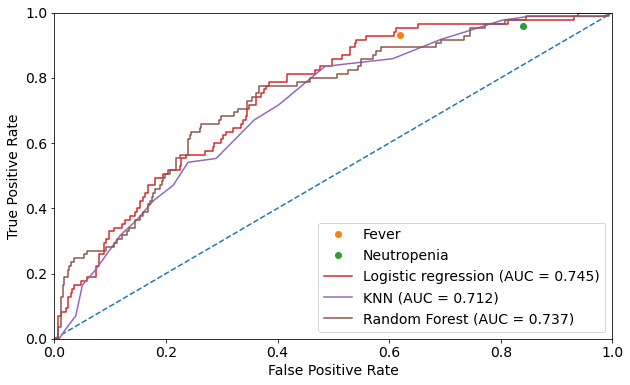 1.0
0.8
0.6
0.4
0.2
0.0
True Positive Rate
Fever
Neutropenia
Logistic regression (AUC = 0.745)
KNN (AUC = 0.712)
Random Forest (AUC = 0.737)
0.0 0.2 0.4 0.6 0.8 1.0
False Positive Rate